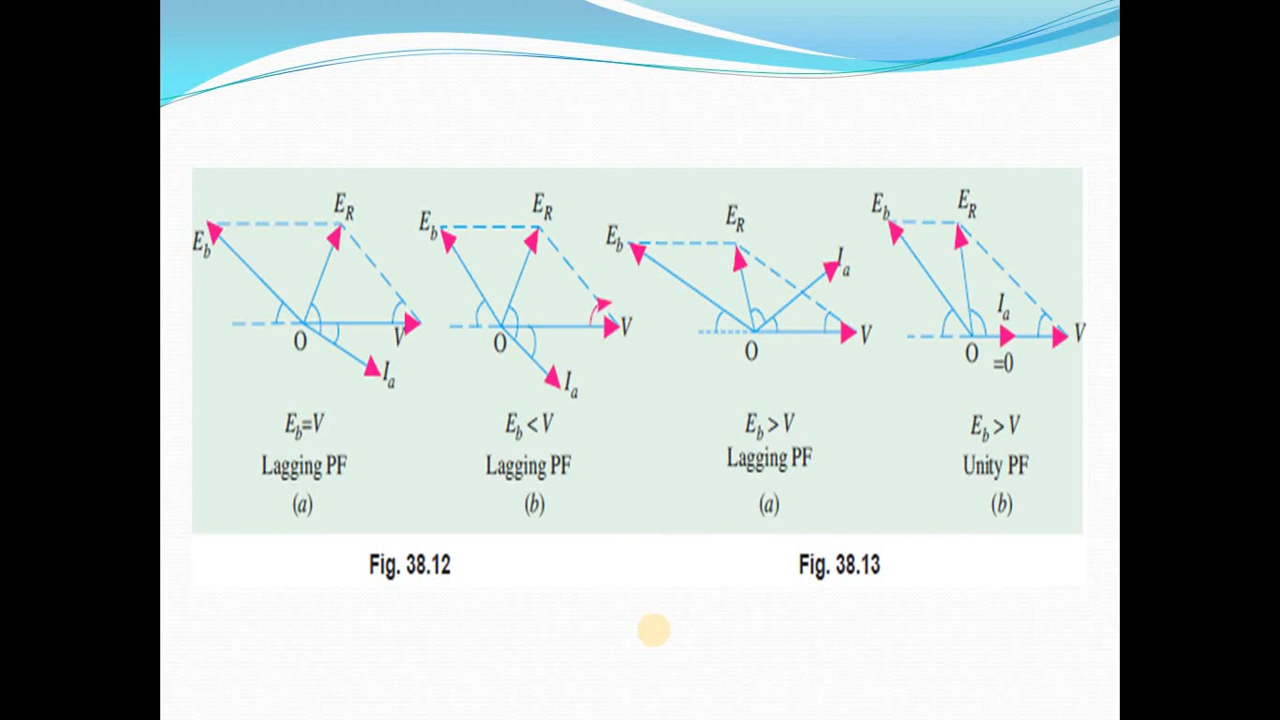 E_R E_R E_R E_b E_R
E_b E_b E_b I_a I_a
O V O V O V O V
I_a I_a =0
E_b=V E_b < V E_b > V E_b > V
Lagging PF Lagging PF Lagging PF Unity PF
(a) (b) (a) (b)
Fig. 38.12 Fig. 38.13